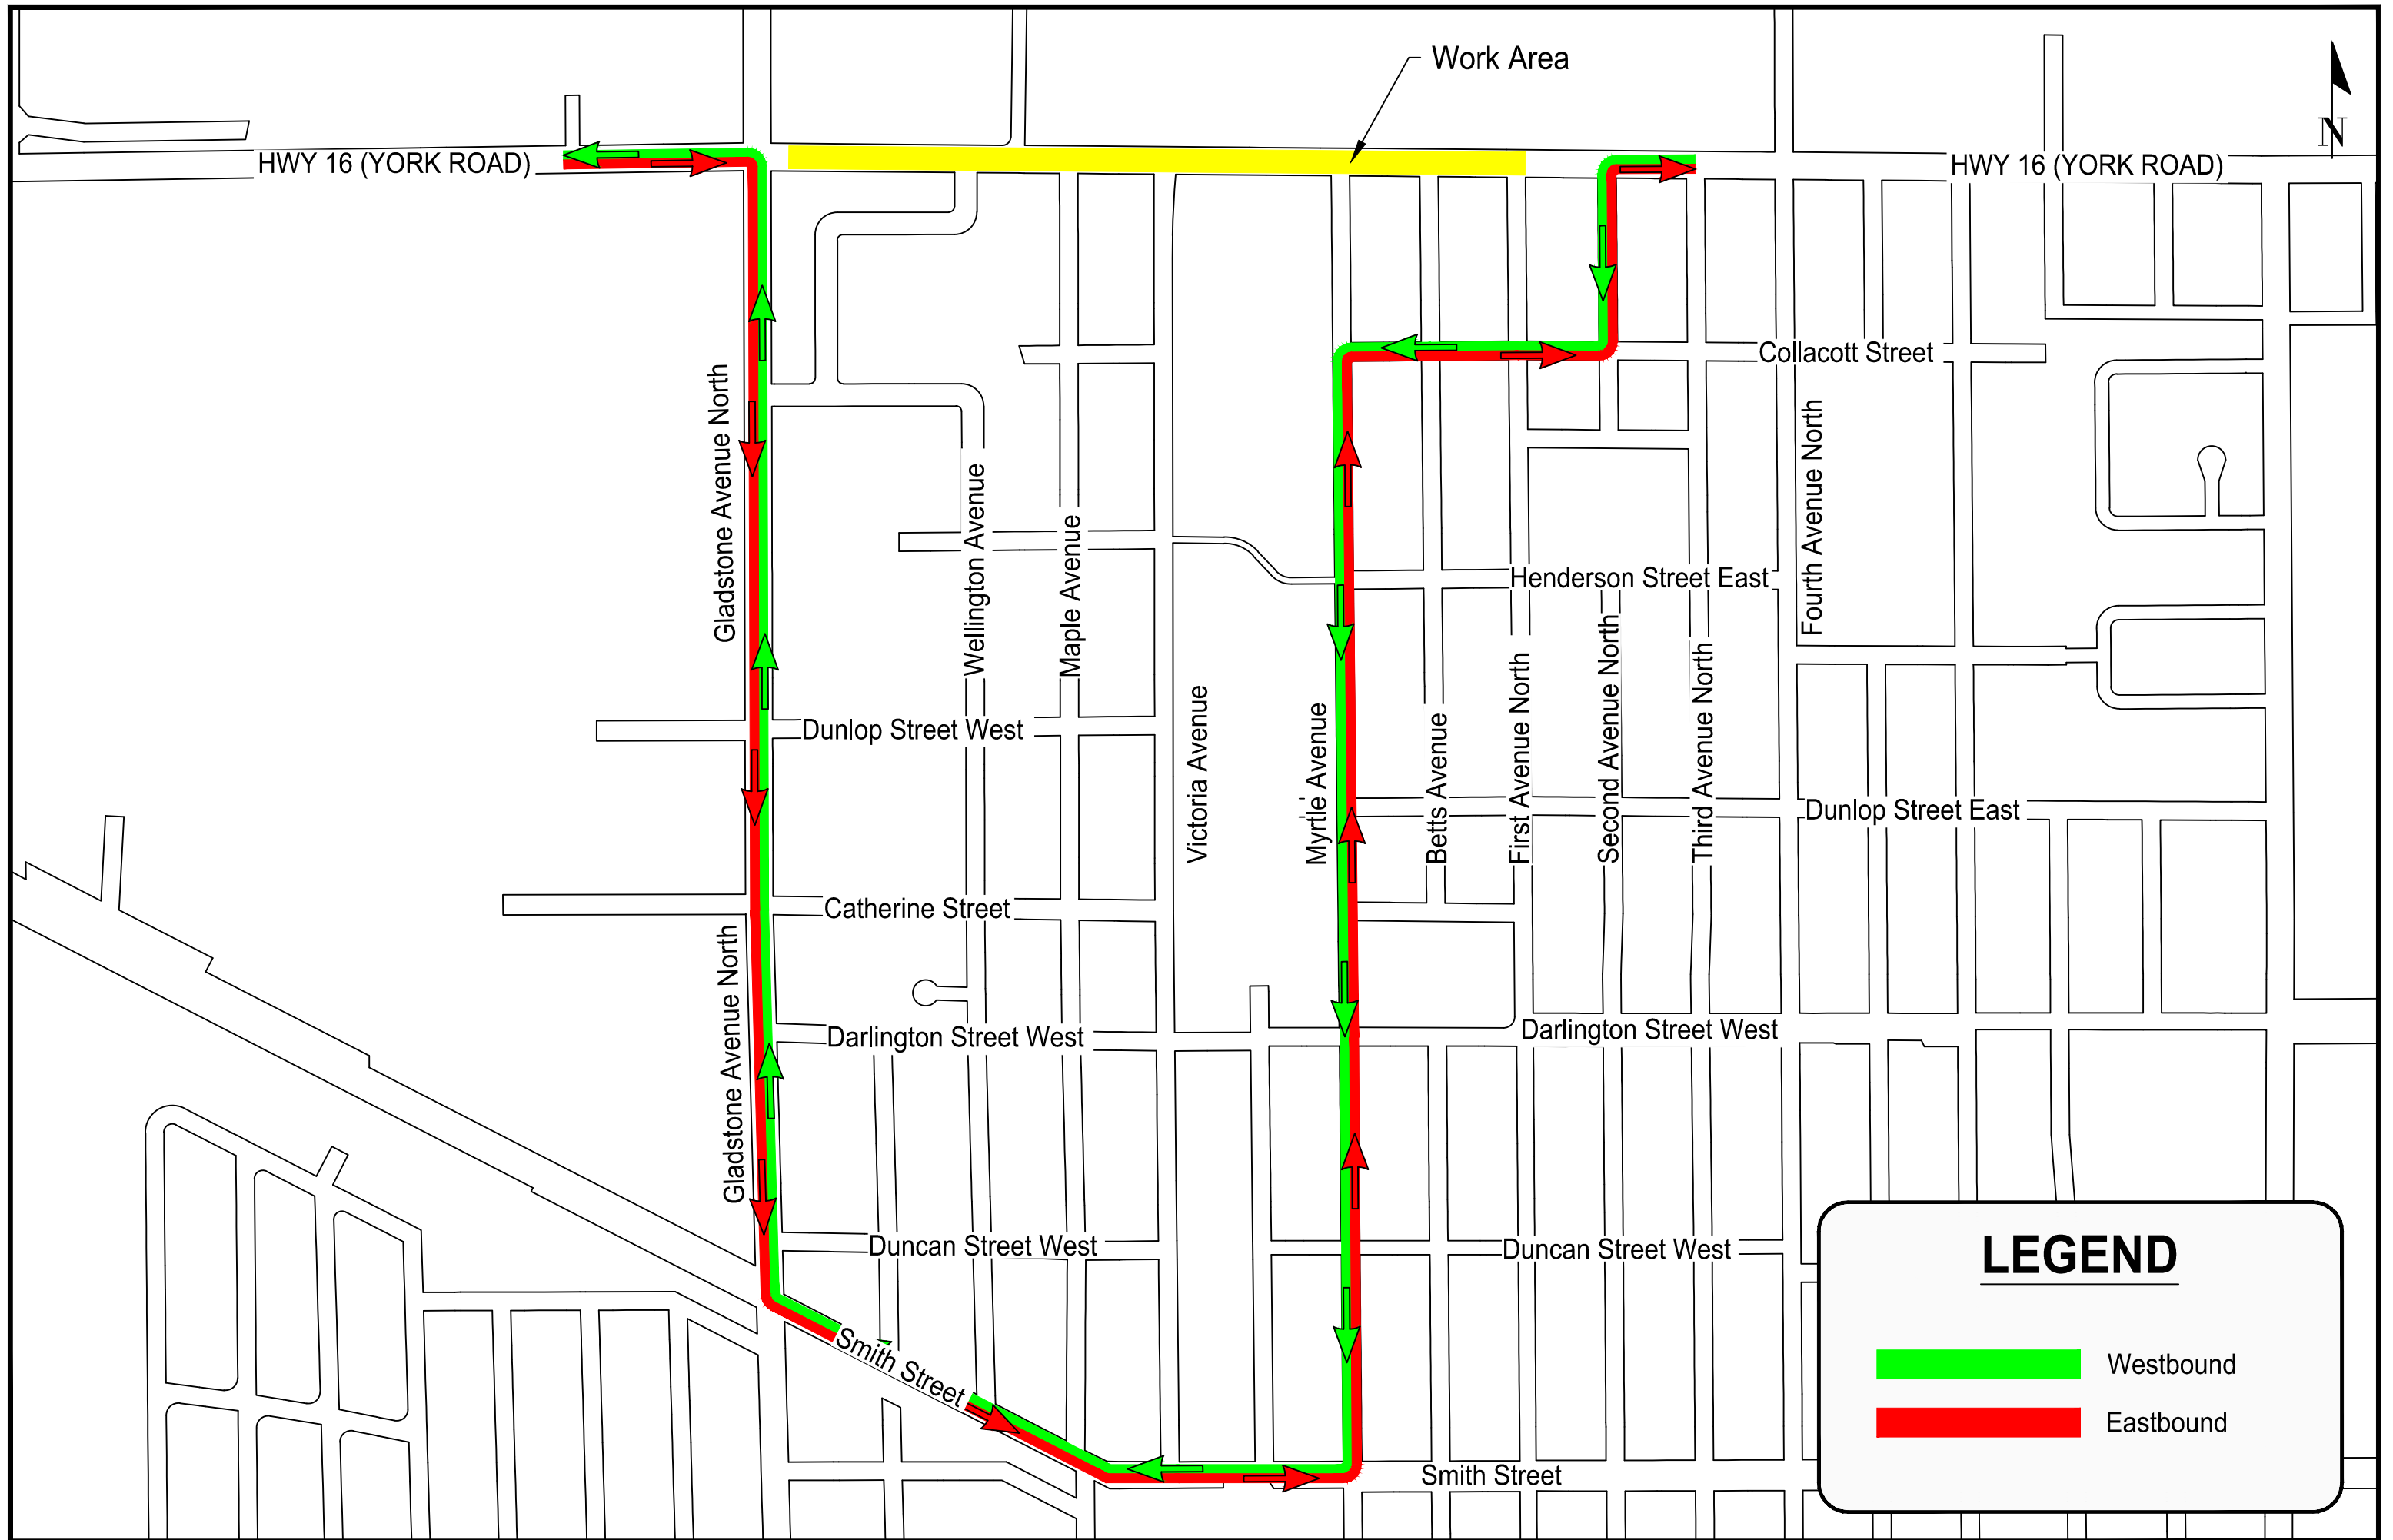 Work Area
N
HWY 16 (YORK ROAD)
HWY 16 (YORK ROAD)
Collacott Street
Gladstone Avenue North
Wellington Avenue
Maple Avenue
Fourth Avenue North
Henderson Street East
Dunlop Street West
Victoria Avenue
Myrtle Avenue
Betts Avenue
First Avenue North
Second Avenue North
Third Avenue North
Dunlop Street East
Catherine Street
Gladstone Avenue North
Darlington Street West
Darlington Street West
Duncan Street West
Duncan Street West
Smith Street
Smith Street
LEGEND
Westbound
Eastbound